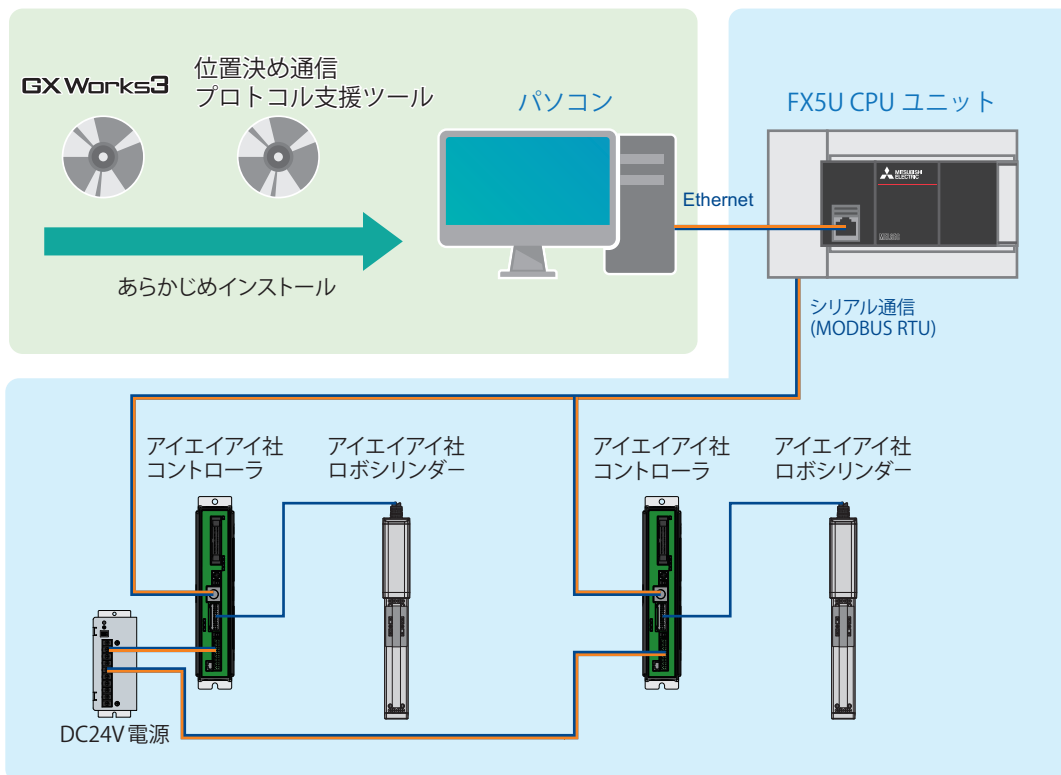 GX Works3
位置決め通信
プロトコル支援ツール
パソコン
FX5U CPU ユニット
MITSUBISHI
ELECTRIC
Ethernet
あらかじめインストール
シリアル通信
(MODBUS RTU)
アイエイアイ社
コントローラ
アイエイアイ社
ロボシリンダー
アイエイアイ社
コントローラ
アイエイアイ社
ロボシリンダー
DC24V電源